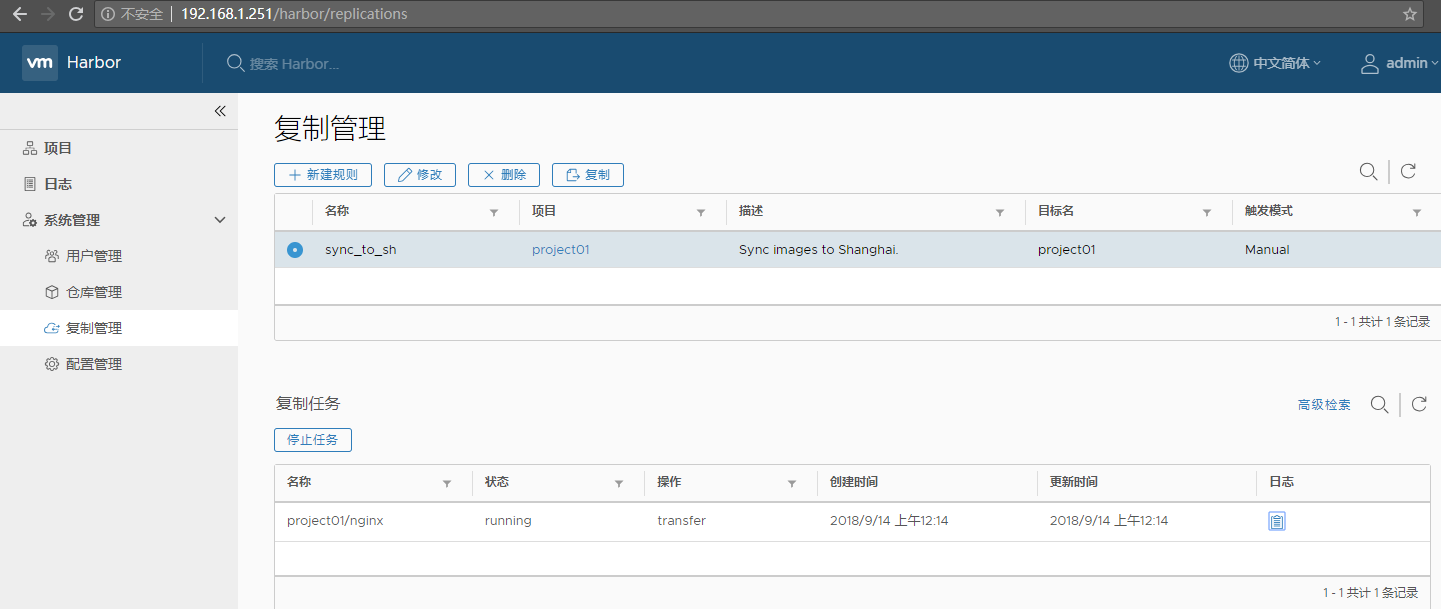 不安全 192.168.1.251/harbor/replications
vm Harbor 搜索 Harbor... 中文简体 admin
项目
日志
系统管理
用户管理
仓库管理
复制管理
配置管理
复制管理
新建规则 修改 删除 复制
名称 项目 描述 目标名 触发模式
sync_to_sh project01 Sync images to Shanghai. project01 Manual
1 - 1 共计 1 条记录
复制任务
高级检索
停止任务
名称 状态 操作 创建时间 更新时间 日志
project01/nginx running transfer 2018/9/14 上午12:14 2018/9/14 上午12:14
1 - 1 共计 1 条记录